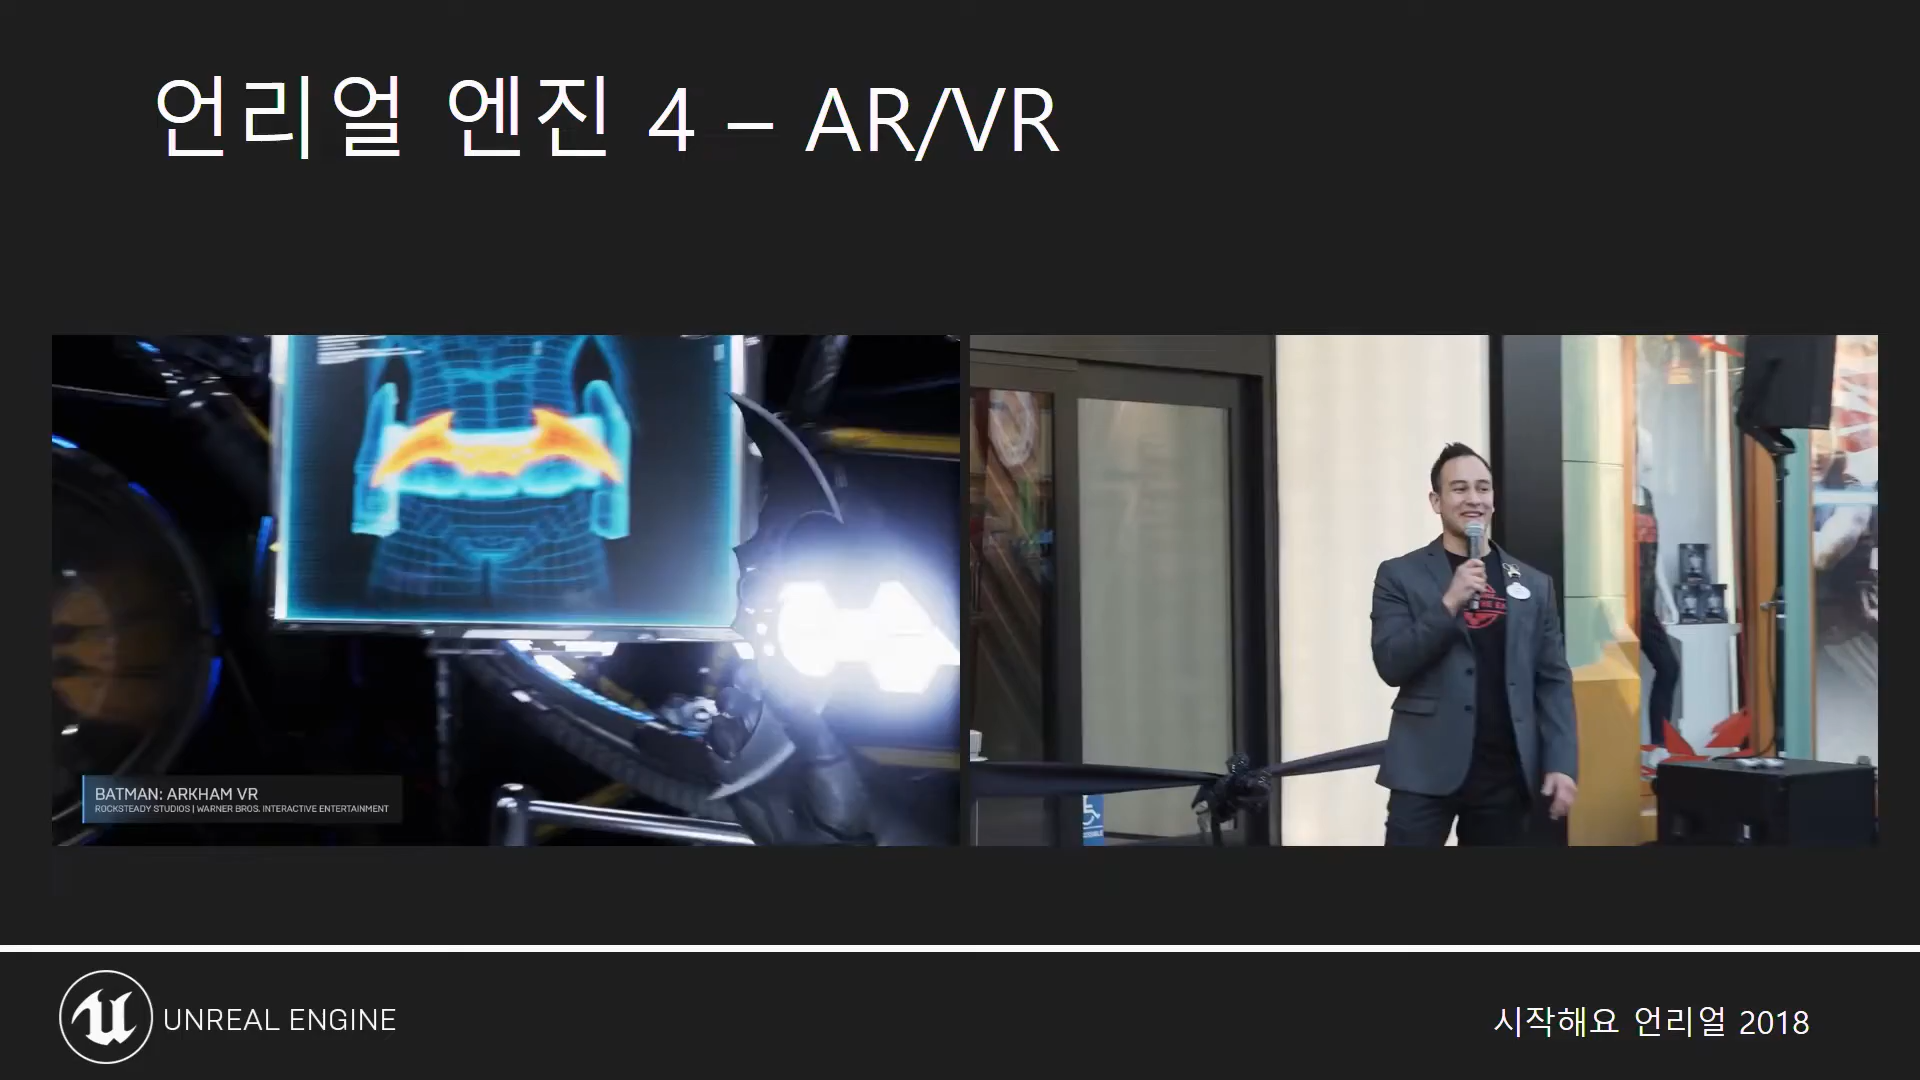 언리얼 엔진 4 – AR/VR
BATMAN: ARKHAM VR
ROCKSTEADY STUDIOS | WARNER BROS. INTERACTIVE ENTERTAINMENT
UNREAL ENGINE
시작해요 언리얼 2018